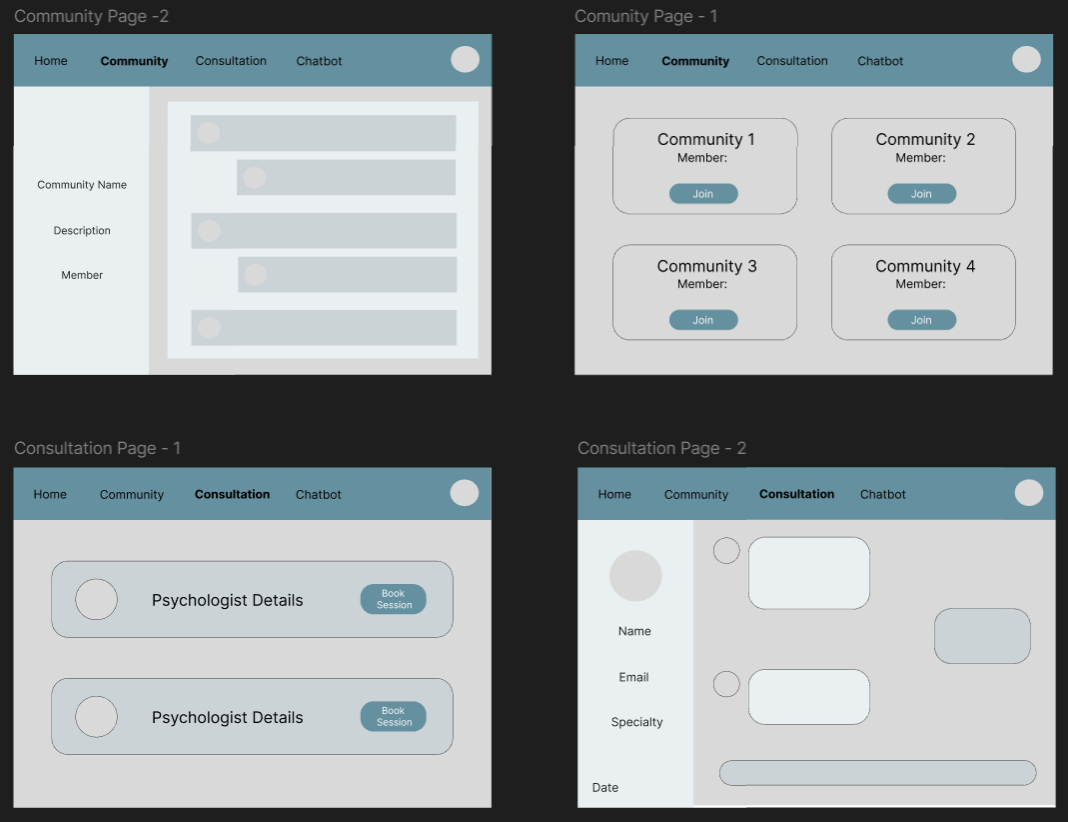 Community Page -2
Home Community Consultation Chatbot
Community Name
Description
Member
Comunity Page - 1
Home Community Consultation Chatbot
Community 1
Member:
Join
Community 2
Member:
Join
Community 3
Member:
Join
Community 4
Member:
Join
Consultation Page - 1
Home Community Consultation Chatbot
Psychologist Details
Book
Session
Psychologist Details
Book
Session
Consultation Page - 2
Home Community Consultation Chatbot
Name
Email
Specialty
Date